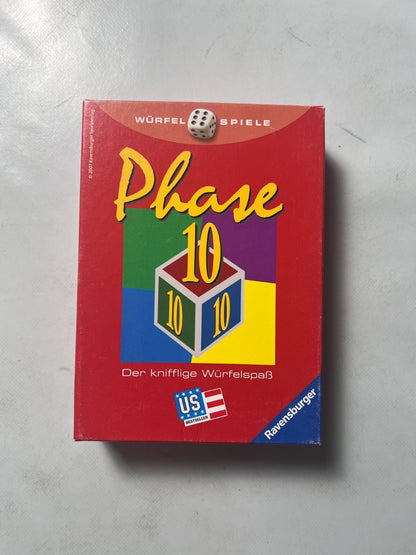 WÜRFEL SPIELE
© 2007 Ravensburger Spieleverlag
Phase
10
10 10
Der knifflige Würfelspaß
US
BESTSELLER
Ravensburger